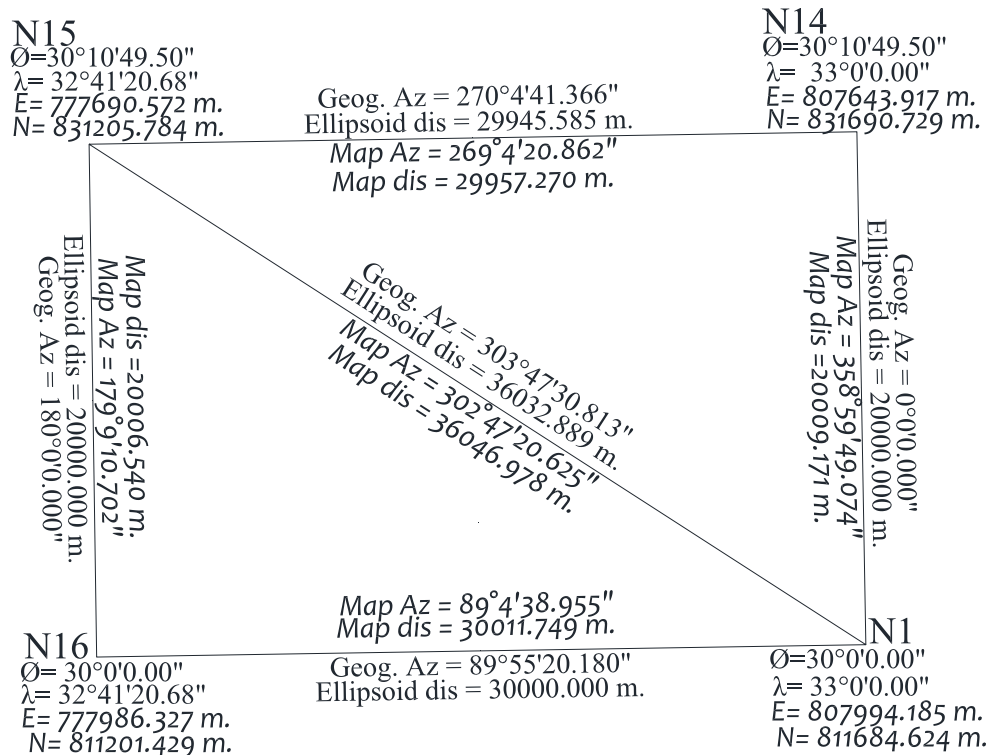 N15
Ø=30°10'49.50"
λ= 32°41'20.68"
E= 777690.572 m.
N= 831205.784 m.
N14
Ø=30°10'49.50"
λ= 33°0'0.00"
E= 807643.917 m.
N= 831690.729 m.
Geog. Az = 270°4'41.366"
Ellipsoid dis = 29945.585 m.
Map Az = 269°4'20.862"
Map dis = 29957.270 m.
Geog. Az = 180°0'0.000"
Ellipsoid dis = 20000.000 m.
Map Az = 179°9'10.702"
Map dis =20006.540 m.
Geog. Az = 303°47'30.813"
Ellipsoid dis = 36032.889 m.
Map Az = 302°47'20.625"
Map dis = 36046.978 m.
Geog. Az = 0°0'0.000"
Ellipsoid dis = 20000.000 m.
Map Az = 358°59'49.074"
Map dis =20009.171 m.
Map Az = 89°4'38.955"
Map dis = 30011.749 m.
Geog. Az = 89°55'20.180"
Ellipsoid dis = 30000.000 m.
N16
Ø= 30°0'0.00"
λ= 32°41'20.68"
E= 777986.327 m.
N= 811201.429 m.
N1
Ø=30°0'0.00"
λ= 33°0'0.00"
E= 807994.185 m.
N= 811684.624 m.